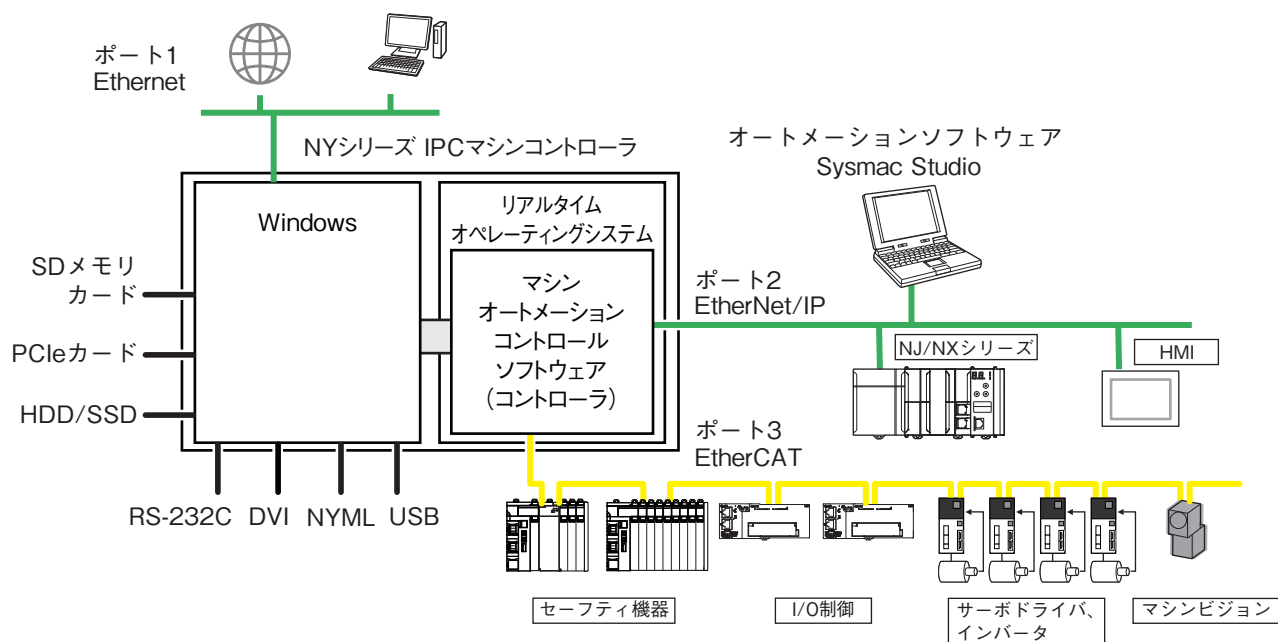 ポート1
Ethernet
NYシリーズ IPCマシンコントローラ
オートメーションソフトウェア
Sysmac Studio
Windows
リアルタイム
オペレーティングシステム
マシン
オートメーション
コントロール
ソフトウェア
(コントローラ)
SDメモリ
カード
PCIeカード
HDD/SSD
ポート2
EtherNet/IP
NJ/NXシリーズ
HMI
ポート3
EtherCAT
RS-232C
DVI
NYML
USB
セーフティ機器
I/O制御
サーボドライバ、
インバータ
マシンビジョン